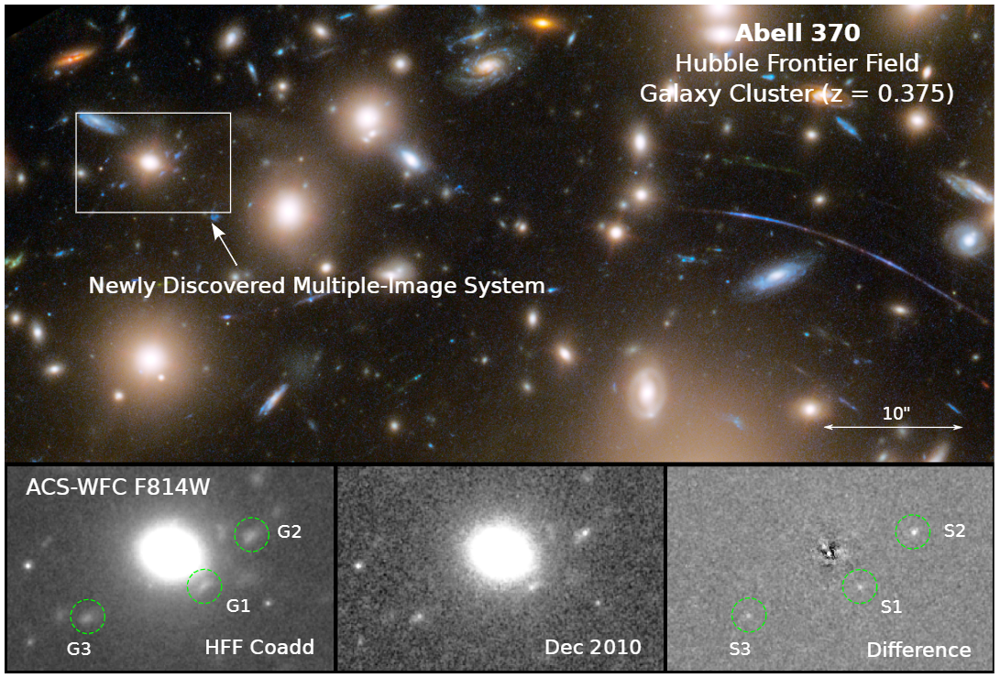 Abell 370
Hubble Frontier Field
Galaxy Cluster (z = 0.375)
Newly Discovered Multiple-Image System
10"
ACS-WFC F814W
G2
G1
G3
HFF Coadd
Dec 2010
S2
S1
S3
Difference